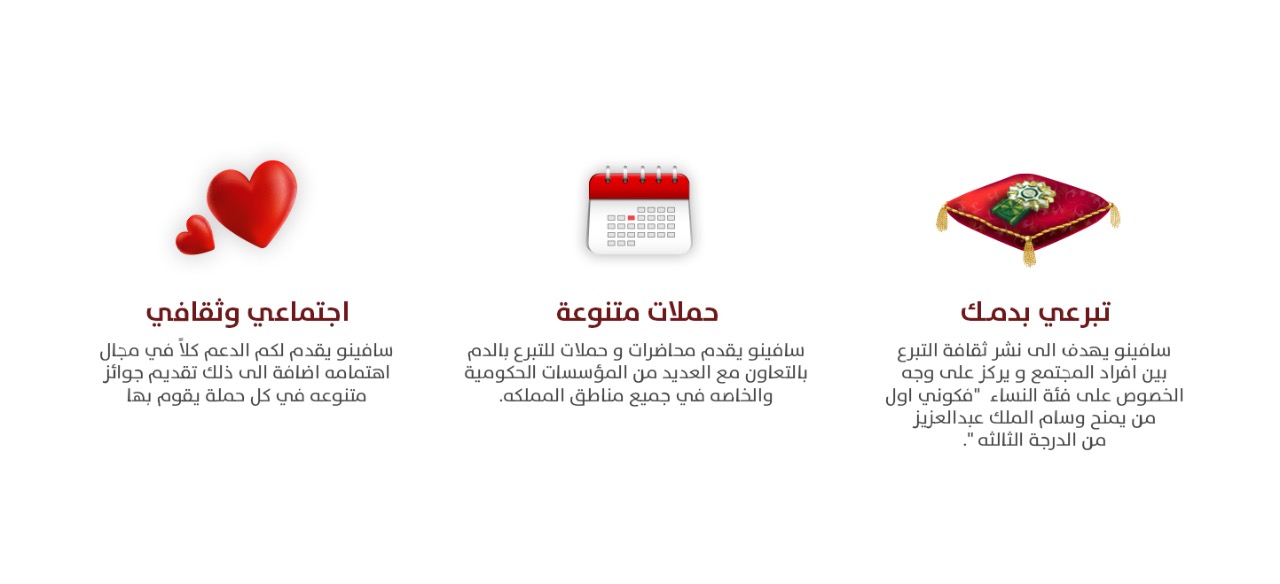 تبرعي بدمك
سافينو يهدف الى نشر ثقافة التبرع
بين افراد المجتمع و يركز على وجه
الخصوص على فئة النساء "فكوني اول
من يمنح وسام الملك عبدالعزيز
من الدرجة الثالثه ".
حملات متنوعة
سافينو يقدم محاضرات و حملات للتبرع بالدم
بالتعاون مع العديد من المؤسسات الحكومية
والخاصه في جميع مناطق المملكه.
اجتماعي وثقافي
سافينو يقدم لكم الدعم كلاً في مجال
اهتمامه اضافة الى ذلك تقديم جوائز
متنوعه في كل حملة يقوم بها